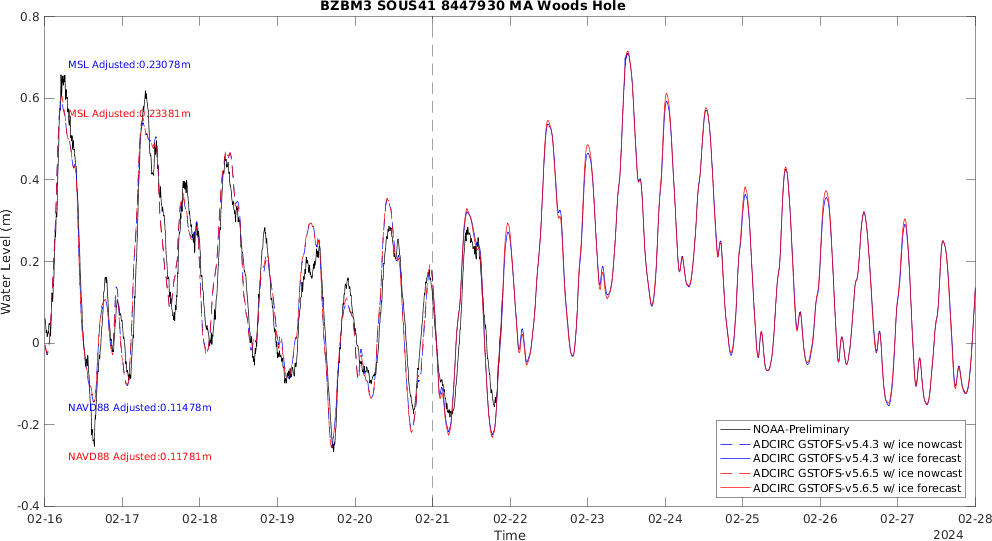 BZBM3 SOUS41 8447930 MA Woods Hole
Water Level (m)
0.8
0.6
0.4
0.2
0
-0.2
-0.4
MSL Adjusted:0.23078m
MSL Adjusted:0.23381m
NAVD88 Adjusted:0.11478m
NAVD88 Adjusted:0.11781m
NOAA-Preliminary
ADCIRC GSTOFS-v5.4.3 w/ ice nowcast
ADCIRC GSTOFS-v5.4.3 w/ ice forecast
ADCIRC GSTOFS-v5.6.5 w/ ice nowcast
ADCIRC GSTOFS-v5.6.5 w/ ice forecast
02-16 02-17 02-18 02-19 02-20 02-21 02-22 02-23 02-24 02-25 02-26 02-27 02-28
Time
2024